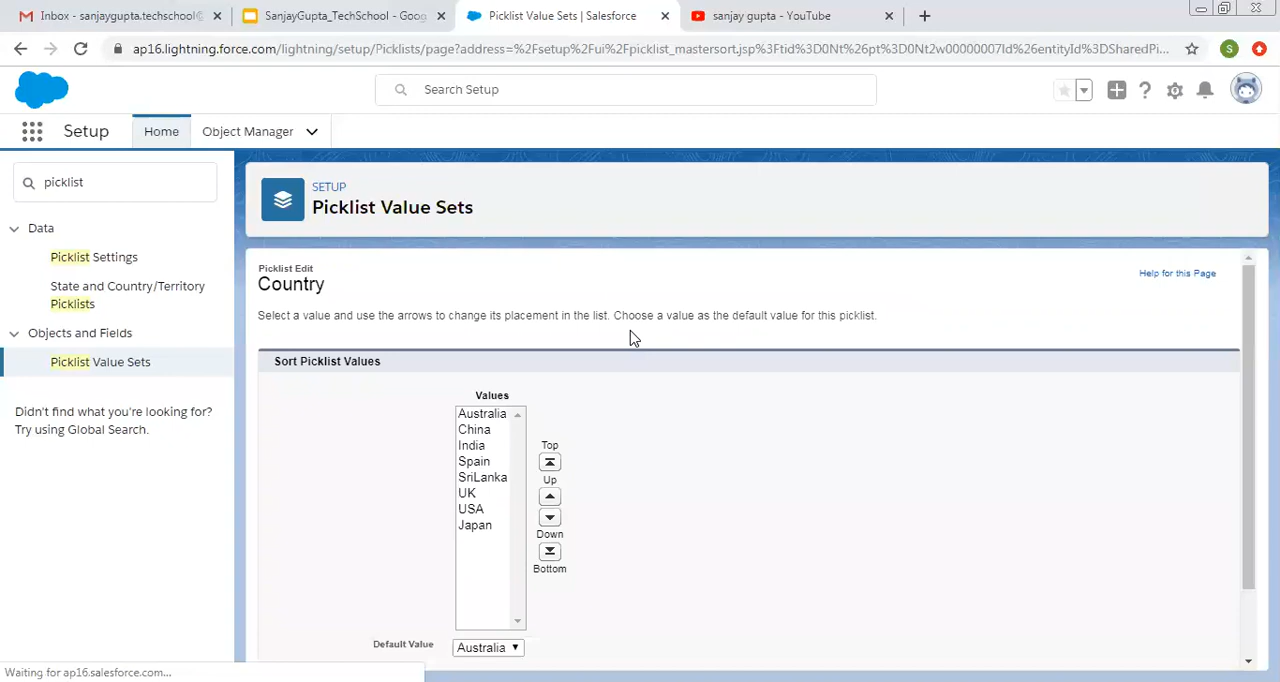 Inbox - sanjaygupta.techschool@
SanjayGupta_TechSchool - Goog
Picklist Value Sets | Salesforce
sanjay gupta - YouTube
ap16.lightning.force.com/lightning/setup/Picklists/page?address=%2Fsetup%2Fui%2Fpicklist_mastersort.jsp%3Ftid%3D0Nt%26pt%3D0Nt2w00000007Id%26entityId%3DSharedPi...
S
Search Setup
Setup
Home
Object Manager
picklist
Data
Picklist Settings
State and Country/Territory
Picklists
Objects and Fields
Picklist Value Sets
Didn't find what you're looking for?
Try using Global Search.
SETUP
Picklist Value Sets
Picklist Edit
Country
Help for this Page
Select a value and use the arrows to change its placement in the list. Choose a value as the default value for this picklist.
Sort Picklist Values
Values
Australia
China
India
Spain
SriLanka
UK
USA
Japan
Top
Up
Down
Bottom
Default Value
Australia
Waiting for ap16.salesforce.com...